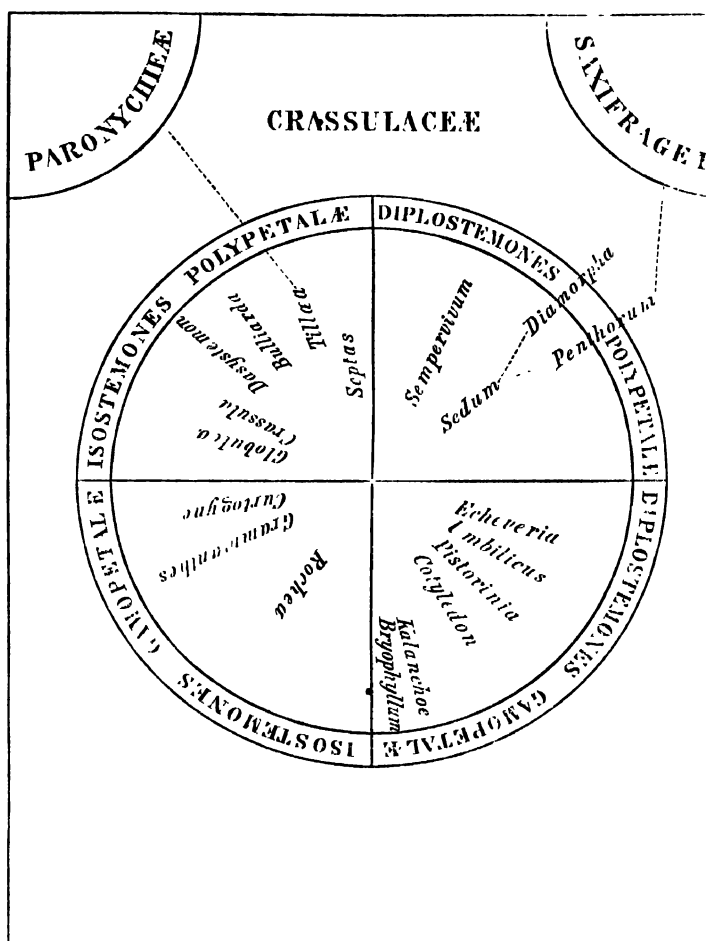 PARONYCHIEÆ
CRASSULACEÆ
SAXIFRAGE
ISOSTEMONES POLYPETALÆ
DIPLOSTEMONES POLYPETALÆ
Septas
Tillæa
Bulliarda
Dasystemon
Crassula
Globulea
Sempervivum
Sedum
Diamorpha
Penthorum
Curtogyne
Grammanthes
Rochea
Echeveria
Umbilicus
Pistorinia
Cotyledon
Kalanchoe
Bryophyllum
ISOSTEMONES GAMOPETALÆ
DIPLOSTEMONES GAMOPETALÆ